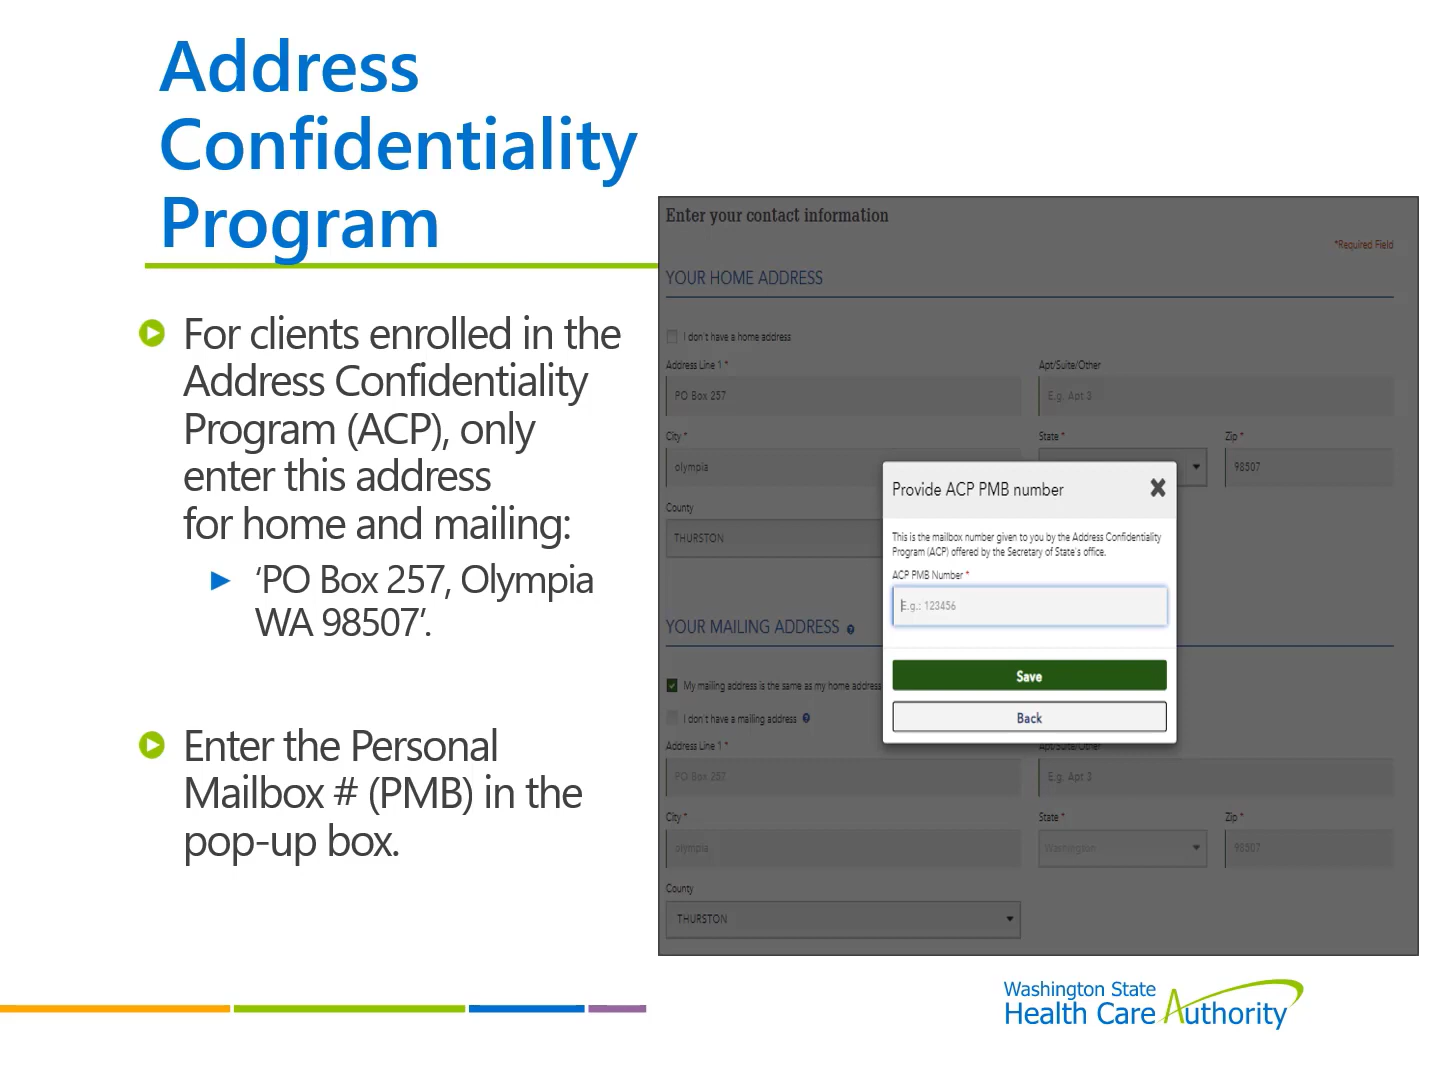 Address
Confidentiality
Program
For clients enrolled in the
Address Confidentiality
Program (ACP), only
enter this address
for home and mailing:
‘PO Box 257, Olympia
WA 98507’.
Enter the Personal
Mailbox # (PMB) in the
pop-up box.
Enter your contact information
*Required Field
YOUR HOME ADDRESS
I don't have a home address
Address Line 1 *
Apt/Suite/Other
PO Box 257
E.g. Apt 3
City *
State *
Zip *
olympia
98507
County
THURSTON
Provide ACP PMB number
This is the mailbox number given to you by the Address Confidentiality
Program (ACP) offered by the Secretary of State's office.
ACP PMB Number *
E.g.: 123456
Save
Back
YOUR MAILING ADDRESS
My mailing address is the same as my home address
I don't have a mailing address
Address Line 1 *
Apt/Suite/Other
PO Box 257
E.g. Apt 3
City *
State *
Zip *
olympia
Washington
98507
County
THURSTON
Washington State
Health Care Authority